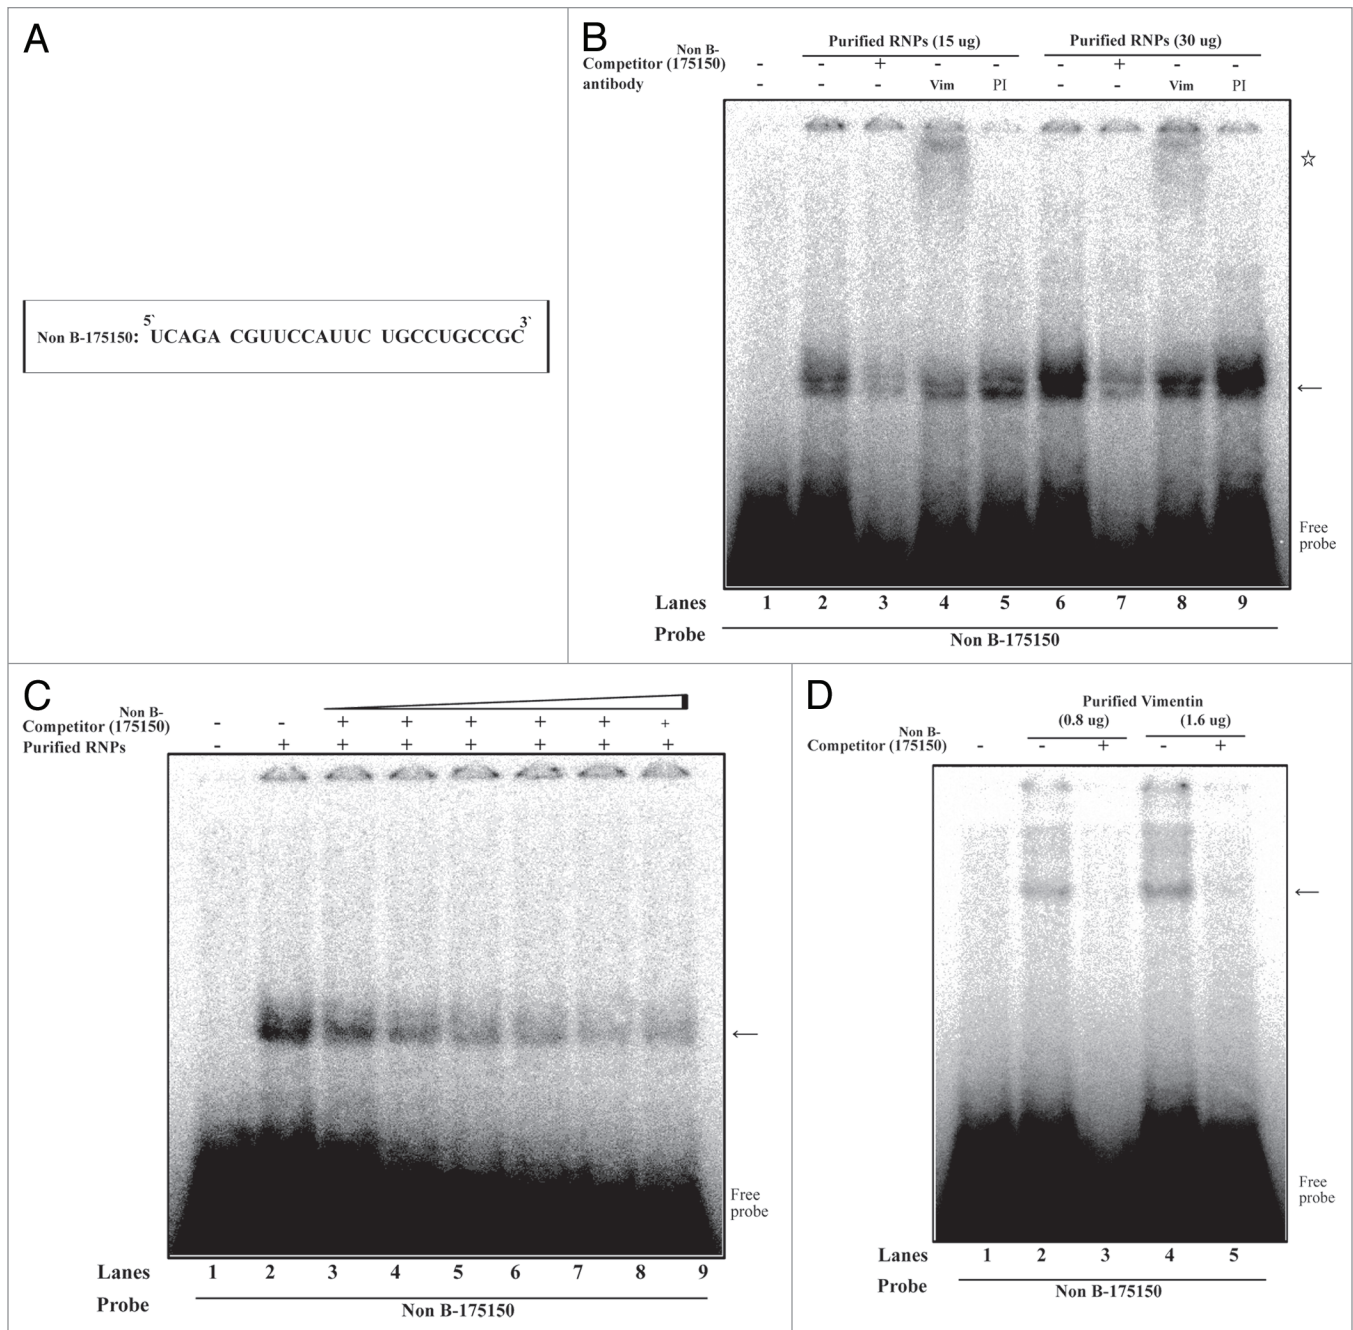 A
5` 3`
Non B-175150: UCAGA CGUUCCAUUC UGCCUGCCGC
B
Purified RNPs (15 ug) Purified RNPs (30 ug)
Non B-
Competitor (175150) - - + - - - + - -
antibody - - - Vim PI - - Vim PI
☆
←
Free
probe
Lanes 1 2 3 4 5 6 7 8 9
Probe Non B-175150
C
Non B-
Competitor (175150) - - + + + + + +
Purified RNPs - + + + + + + +
←
Free
probe
Lanes 1 2 3 4 5 6 7 8 9
Probe Non B-175150
D
Purified Vimentin
(0.8 ug) (1.6 ug)
Non B-
Competitor (175150) - - + - +
←
Free
probe
Lanes 1 2 3 4 5
Probe Non B-175150